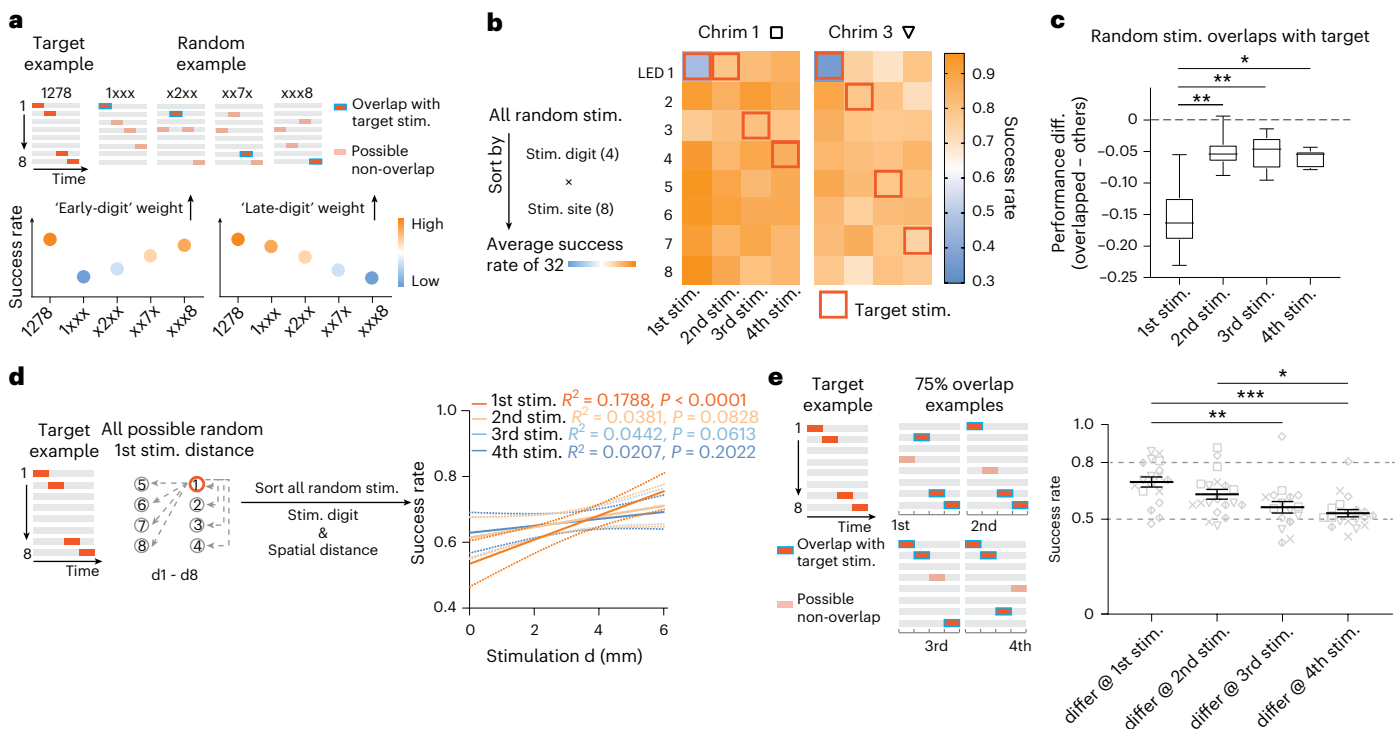 a
Target
example
Random
example
1278
1xxx
x2xx
xx7x
xxx8
1
8
Time
Overlap with
target stim.
Possible
non-overlap
'Early-digit' weight
'Late-digit' weight
Success rate
High
Low
1278
1xxx
x2xx
xx7x
xxx8
1278
1xxx
x2xx
xx7x
xxx8
b
All random stim.
Sort by
Stim. digit (4)
×
Stim. site (8)
Average success
rate of 32
Chrim 1
Chrim 3
LED 1
2
3
4
5
6
7
8
1st stim.
2nd stim.
3rd stim.
4th stim.
Target stim.
0.9
0.8
0.7
0.6
0.5
0.4
0.3
Success rate
c
Random stim. overlaps with target
*
**
**
Performance diff.
(overlapped – others)
0
−0.05
−0.10
−0.15
−0.20
−0.25
1st stim.
2nd stim.
3rd stim.
4th stim.
d
Target
example
1
8
Time
All possible random
1st stim. distance
5
1
6
2
7
3
8
4
d1 - d8
Sort all random stim.
Stim. digit
&
Spatial distance
1st stim. R² = 0.1788, P < 0.0001
2nd stim. R² = 0.0381, P = 0.0828
3rd stim. R² = 0.0442, P = 0.0613
4th stim. R² = 0.0207, P = 0.2022
Success rate
1.0
0.8
0.6
0.4
0
2
4
6
Stimulation d (mm)
e
Target
example
1
8
Time
75% overlap
examples
1st
2nd
3rd
4th
Overlap with
target stim.
Possible
non-overlap
*
***
**
Success rate
1.0
0.8
0.5
0
differ @ 1st stim.
differ @ 2nd stim.
differ @ 3rd stim.
differ @ 4th stim.